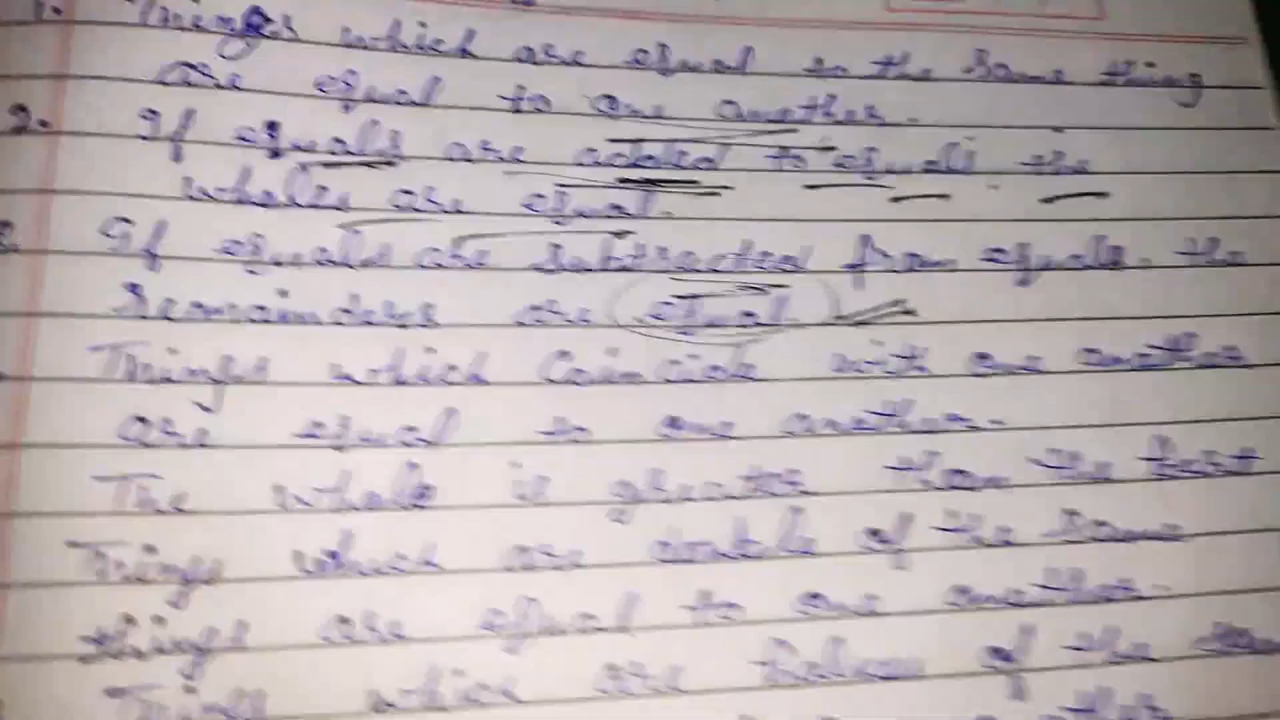 1. Things which are equal to the same thing
are equal to one another.
2. If equals are added to equals, the
wholes are equal.
If equals are subtracted from equals, the
remainders are equal.
Things which Coincide with one another
are equal to one another.
The whole is greater than the part
Things which are double of the same
things are equal to one another.
Things which are halves of the